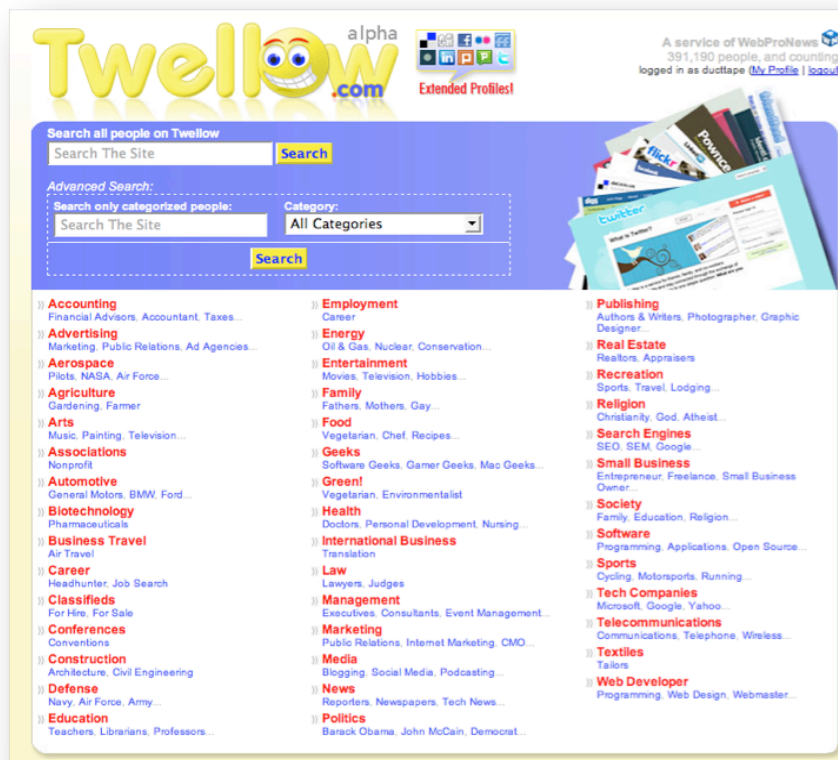 alpha
Twellow
.com
Extended Profiles!
A service of WebProNews
391,190 people, and counting
logged in as ducttape (My Profile | logout
Search all people on Twellow
Search The Site
Search
Advanced Search:
Search only categorized people:
Category:
Search The Site
All Categories
Search
flickr
Pownce
facebook
digg
twitter
What is Twitter?
Accounting
Financial Advisors, Accountant, Taxes...
Advertising
Marketing, Public Relations, Ad Agencies...
Aerospace
Pilots, NASA, Air Force...
Agriculture
Gardening, Farmer
Arts
Music, Painting, Television...
Associations
Nonprofit
Automotive
General Motors, BMW, Ford...
Biotechnology
Pharmaceuticals
Business Travel
Air Travel
Career
Headhunter, Job Search
Classifieds
For Hire, For Sale
Conferences
Conventions
Construction
Architecture, Civil Engineering
Defense
Navy, Air Force, Army...
Education
Teachers, Librarians, Professors...
Employment
Career
Energy
Oil & Gas, Nuclear, Conservation...
Entertainment
Movies, Television, Hobbies...
Family
Fathers, Mothers, Gay...
Food
Vegetarian, Chef, Recipes...
Geeks
Software Geeks, Gamer Geeks, Mac Geeks...
Green!
Vegetarian, Environmentalist
Health
Doctors, Personal Development, Nursing...
International Business
Translation
Law
Lawyers, Judges
Management
Executives, Consultants, Event Management...
Marketing
Public Relations, Internet Marketing, CMO...
Media
Blogging, Social Media, Podcasting...
News
Reporters, Newspapers, Tech News...
Politics
Barack Obama, John McCain, Democrat...
Publishing
Authors & Writers, Photographer, Graphic
Designer...
Real Estate
Realtors, Appraisers
Recreation
Sports, Travel, Lodging...
Religion
Christianity, God, Atheist...
Search Engines
SEO, SEM, Google...
Small Business
Entrepreneur, Freelance, Small Business
Owner...
Society
Family, Education, Religion...
Software
Programming, Applications, Open Source...
Sports
Cycling, Motorsports, Running...
Tech Companies
Microsoft, Google, Yahoo...
Telecommunications
Communications, Telephone, Wireless...
Textiles
Tailors
Web Developer
Programming, Web Design, Webmaster...